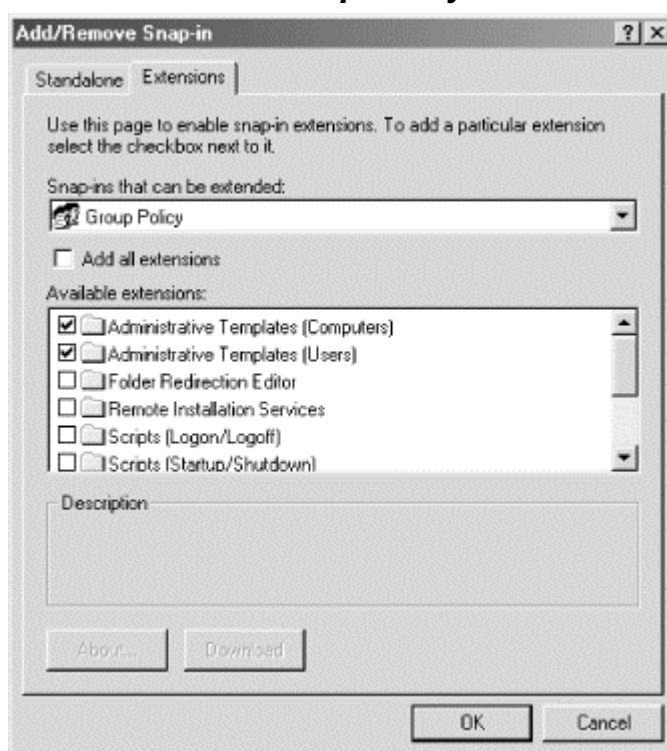 Add/Remove Snap-in
Standalone
Extensions
Use this page to enable snap-in extensions. To add a particular extension
select the checkbox next to it.
Snap-ins that can be extended:
Group Policy
Add all extensions
Available extensions:
Administrative Templates (Computers)
Administrative Templates (Users)
Folder Redirection Editor
Remote Installation Services
Scripts (Logon/Logoff)
Scripts (Startup/Shutdown)
Description
About...
Download
OK
Cancel